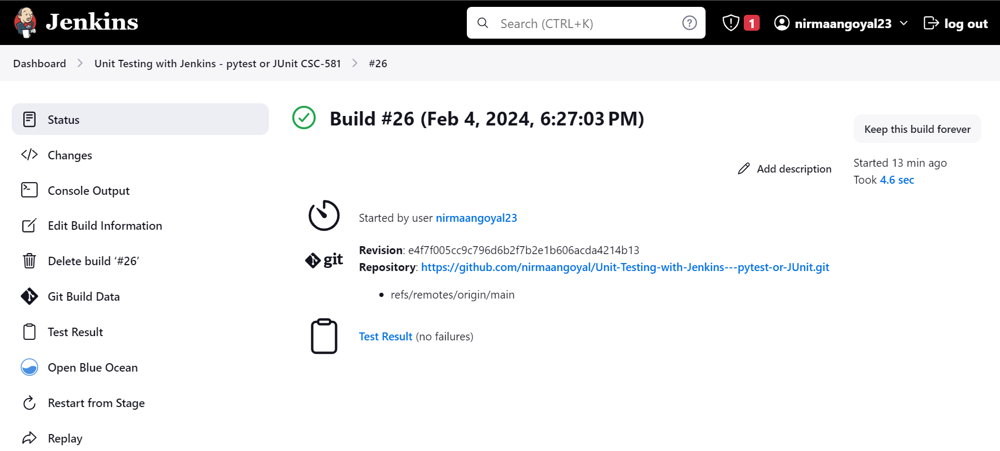 Jenkins
Search (CTRL+K)
1
nirmaangoyal23
log out
Dashboard
Unit Testing with Jenkins - pytest or JUnit CSC-581
#26
Status
Changes
Console Output
Edit Build Information
Delete build ‘#26’
Git Build Data
Test Result
Open Blue Ocean
Restart from Stage
Replay
Build #26 (Feb 4, 2024, 6:27:03 PM)
Keep this build forever
Add description
Started 13 min ago
Took 4.6 sec
Started by user nirmaangoyal23
git
Revision: e4f7f005cc9c796d6b2f7b2e1b606acda4214b13
Repository: https://github.com/nirmaangoyal/Unit-Testing-with-Jenkins---pytest-or-JUnit.git
refs/remotes/origin/main
Test Result (no failures)